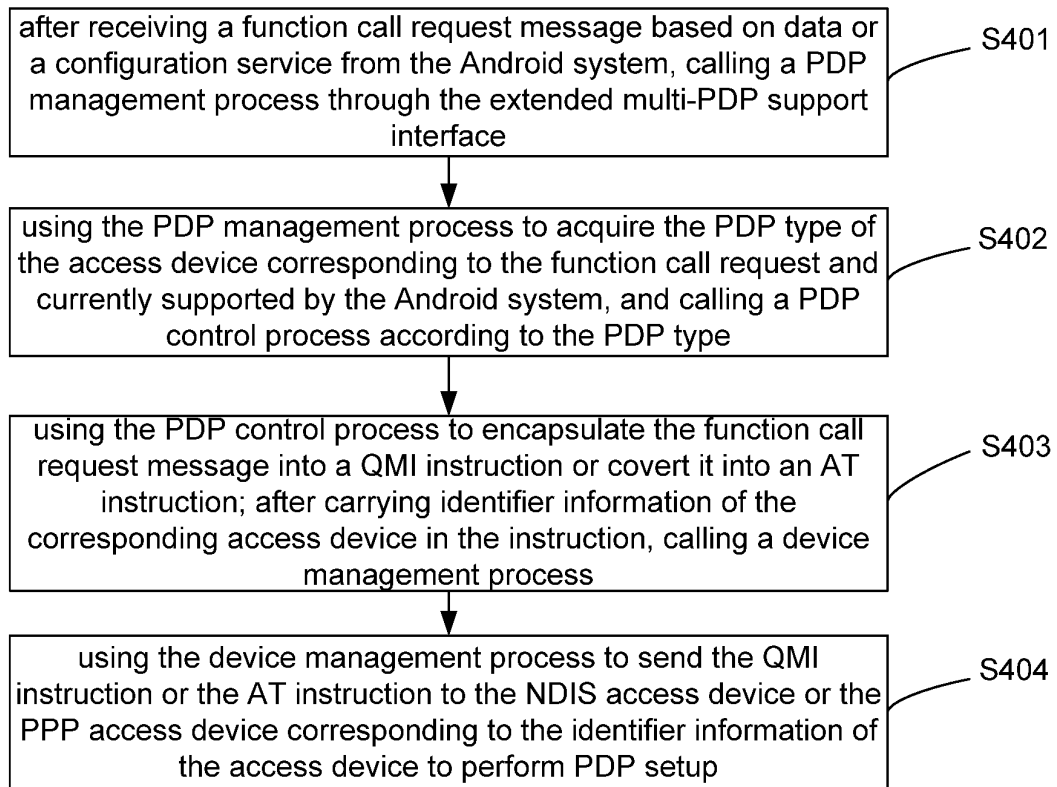 after receiving a function call request message based on data or
a configuration service from the Android system, calling a PDP
management process through the extended multi-PDP support
interface
S401
using the PDP management process to acquire the PDP type of
the access device corresponding to the function call request and
currently supported by the Android system, and calling a PDP
control process according to the PDP type
S402
using the PDP control process to encapsulate the function call
request message into a QMI instruction or covert it into an AT
instruction; after carrying identifier information of the
corresponding access device in the instruction, calling a device
management process
S403
using the device management process to send the QMI
instruction or the AT instruction to the NDIS access device or the
PPP access device corresponding to the identifier information of
the access device to perform PDP setup
S404